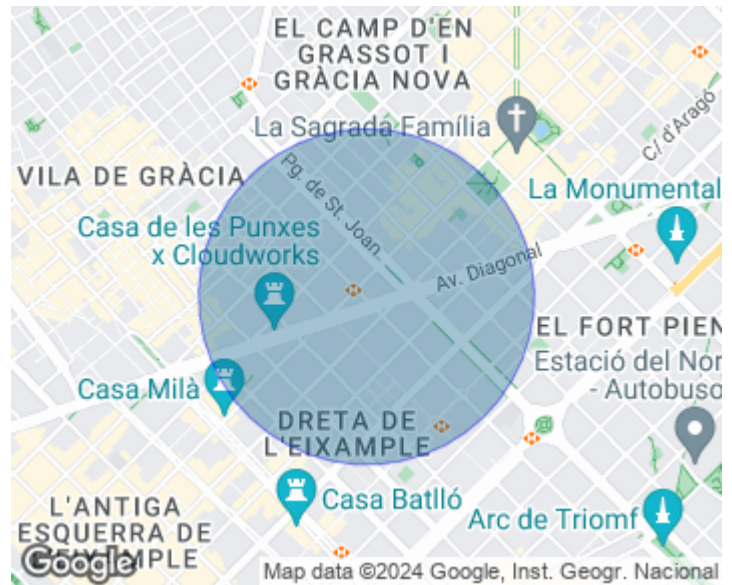 EL CAMP D'EN
GRASSOT I
GRÀCIA NOVA
La Sagrada Família
C/ d'Aragó
VILA DE GRÀCIA
Pg. de St. Joan
La Monumental
Casa de les Punxes
x Cloudworks
Av. Diagonal
EL FORT PIEN
Estació del Nor
- Autobuso
Casa Milà
DRETA DE
L'EIXAMPLE
Casa Batlló
L'ANTIGA
ESQUERRA DE
L'EIXAMPLE
Arc de Triomf
Google
Map data ©2024 Google, Inst. Geogr. Nacional